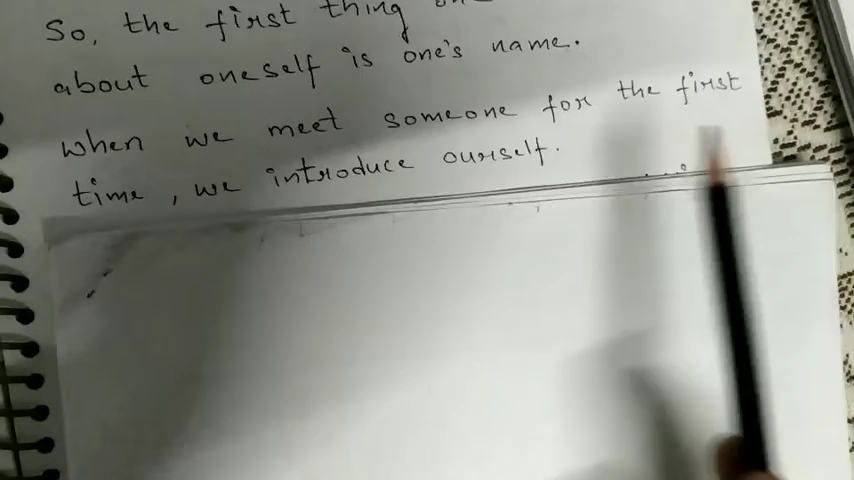 So, the first thing
about oneself is one's name.
when we meet someone for the first
time, we introduce ourself.